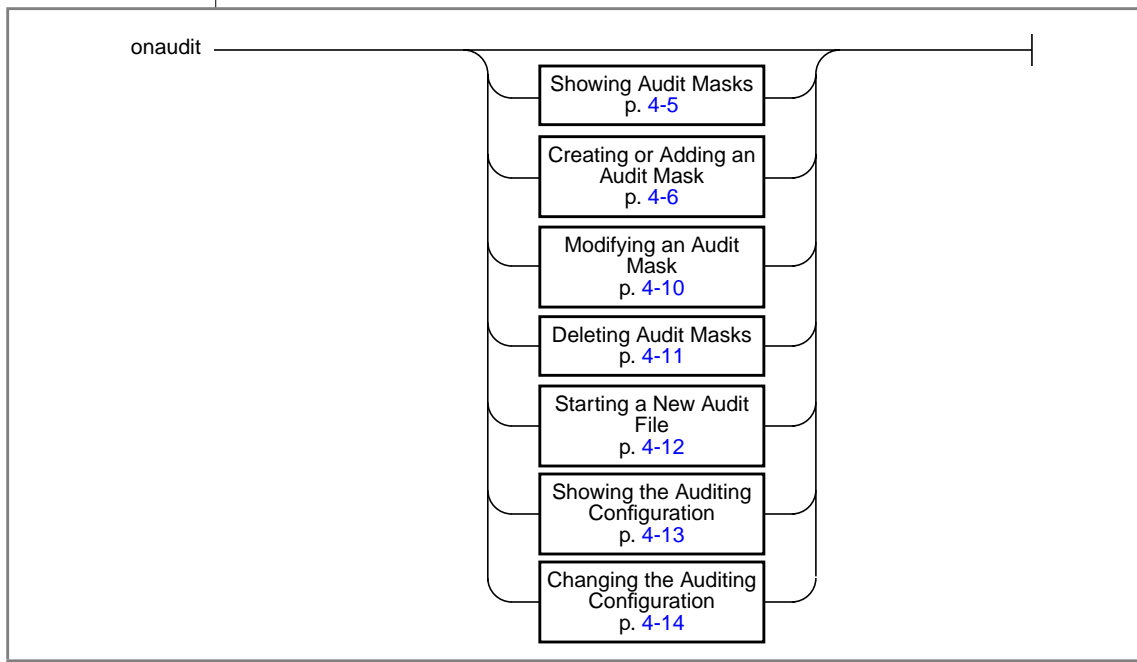 onaudit
Showing Audit Masks
p. 4-5
Creating or Adding an
Audit Mask
p. 4-6
Modifying an Audit
Mask
p. 4-10
Deleting Audit Masks
p. 4-11
Starting a New Audit
File
p. 4-12
Showing the Auditing
Configuration
p. 4-13
Changing the Auditing
Configuration
p. 4-14